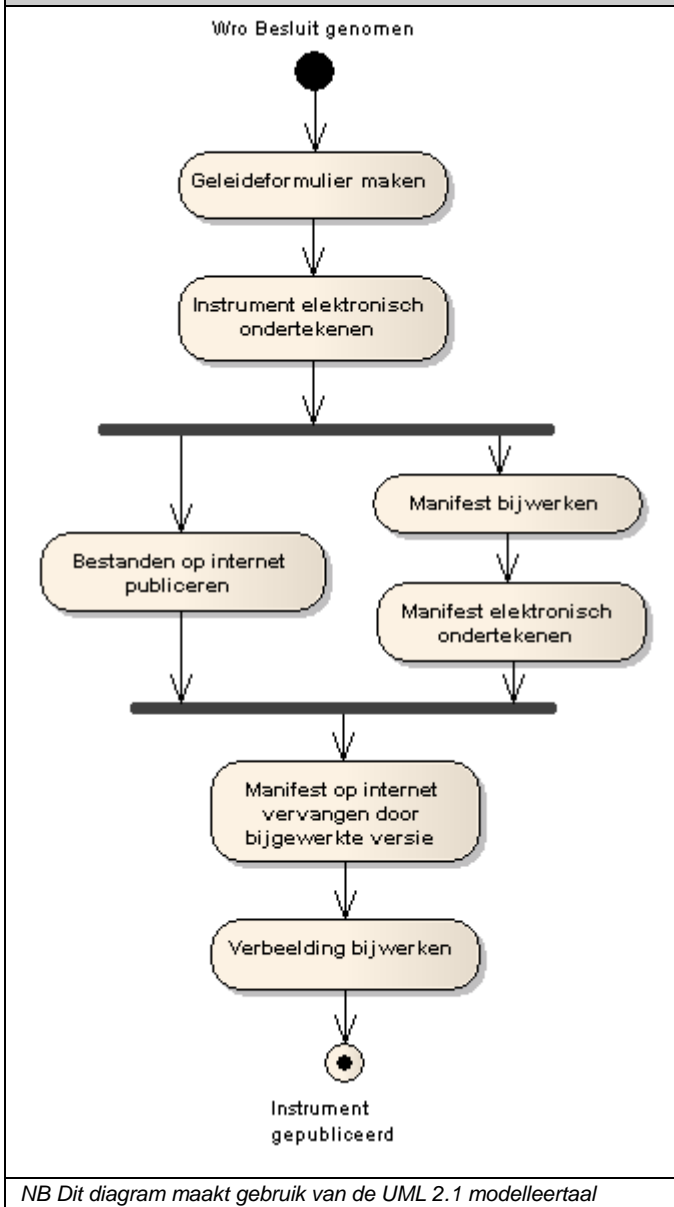 Wro Besluit genomen
Geleideformulier maken
Instrument elektronisch
ondertekenen
Manifest bijwerken
Bestanden op internet
publiceren
Manifest elektronisch
ondertekenen
Manifest op internet
vervangen door
bijgewerkte versie
Verbeelding bijwerken
Instrument
gepubliceerd
NB Dit diagram maakt gebruik van de UML 2.1 modelleertaal